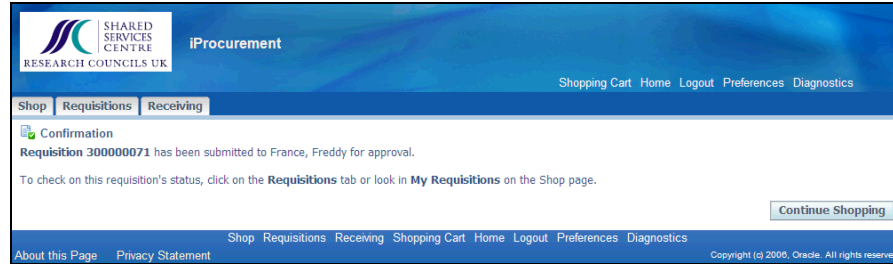 SHARED
SERVICES
CENTRE
RESEARCH COUNCILS UK
iProcurement
Shopping Cart Home Logout Preferences Diagnostics
Shop Requisitions Receiving
Confirmation
Requisition 300000071 has been submitted to France, Freddy for approval.
To check on this requisition's status, click on the Requisitions tab or look in My Requisitions on the Shop page.
Continue Shopping
Shop Requisitions Receiving Shopping Cart Home Logout Preferences Diagnostics
About this Page Privacy Statement Copyright (c) 2006, Oracle. All rights reserve